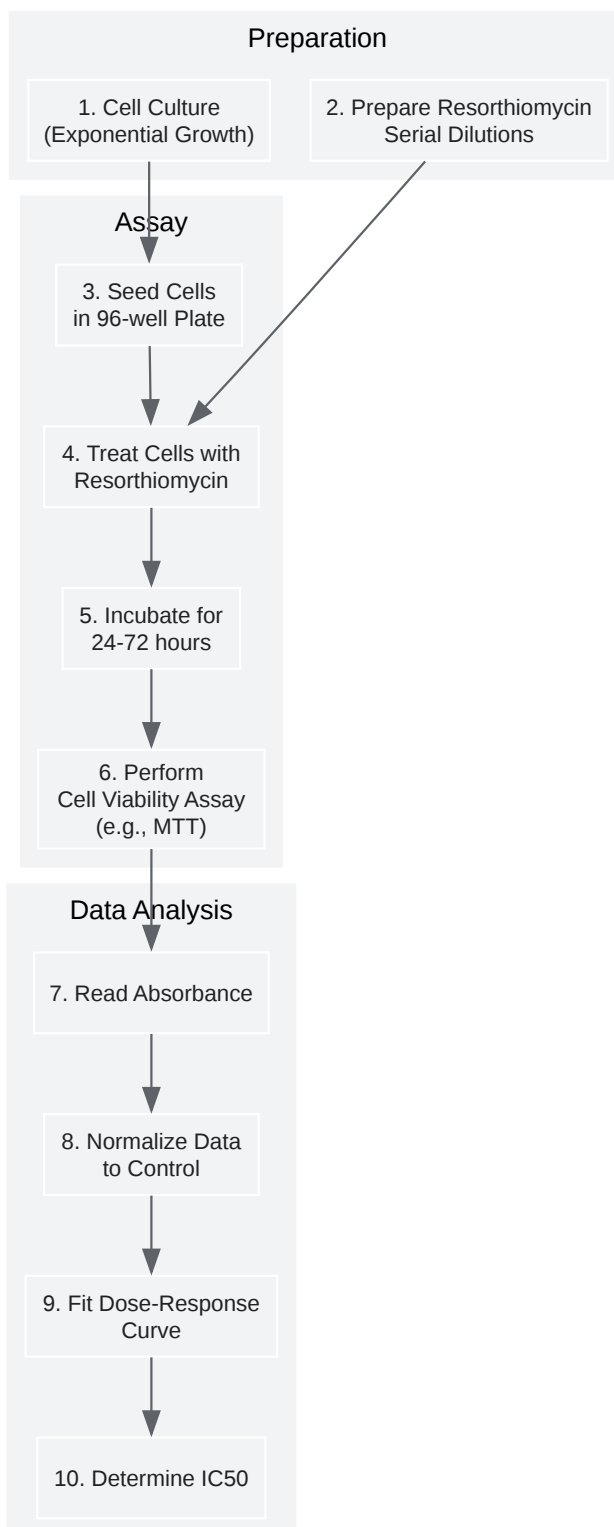 Preparation
1. Cell Culture
(Exponential Growth)
2. Prepare Resorthiomycin
Serial Dilutions
Assay
3. Seed Cells
in 96-well Plate
4. Treat Cells with
Resorthiomycin
5. Incubate for
24-72 hours
6. Perform
Cell Viability Assay
(e.g., MTT)
Data Analysis
7. Read Absorbance
8. Normalize Data
to Control
9. Fit Dose-Response
Curve
10. Determine IC50